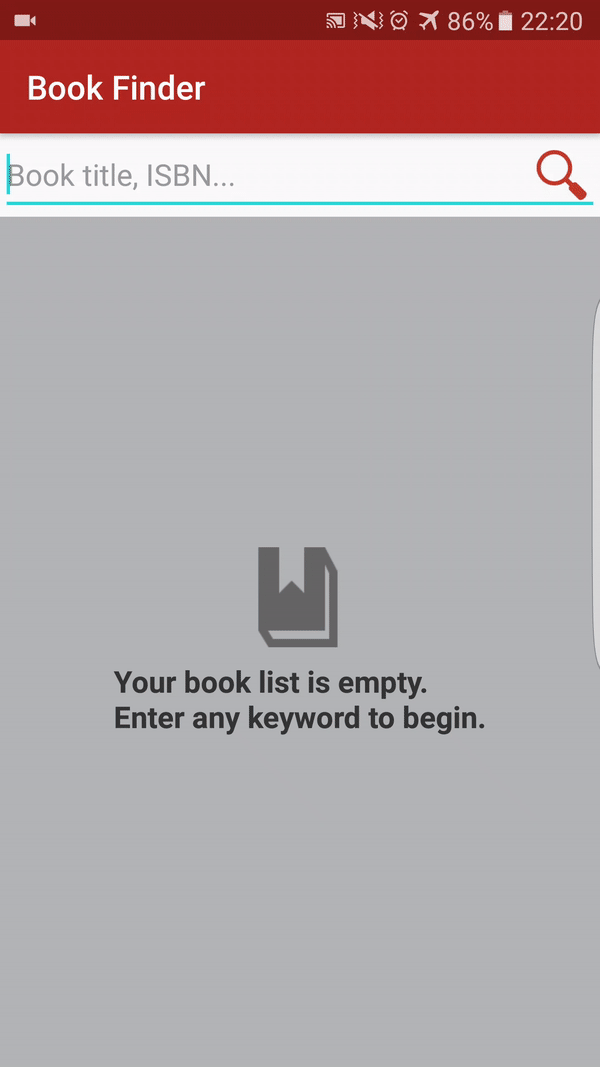 86% 22:20
Book Finder
Book title, ISBN...
Your book list is empty.
Enter any keyword to begin.